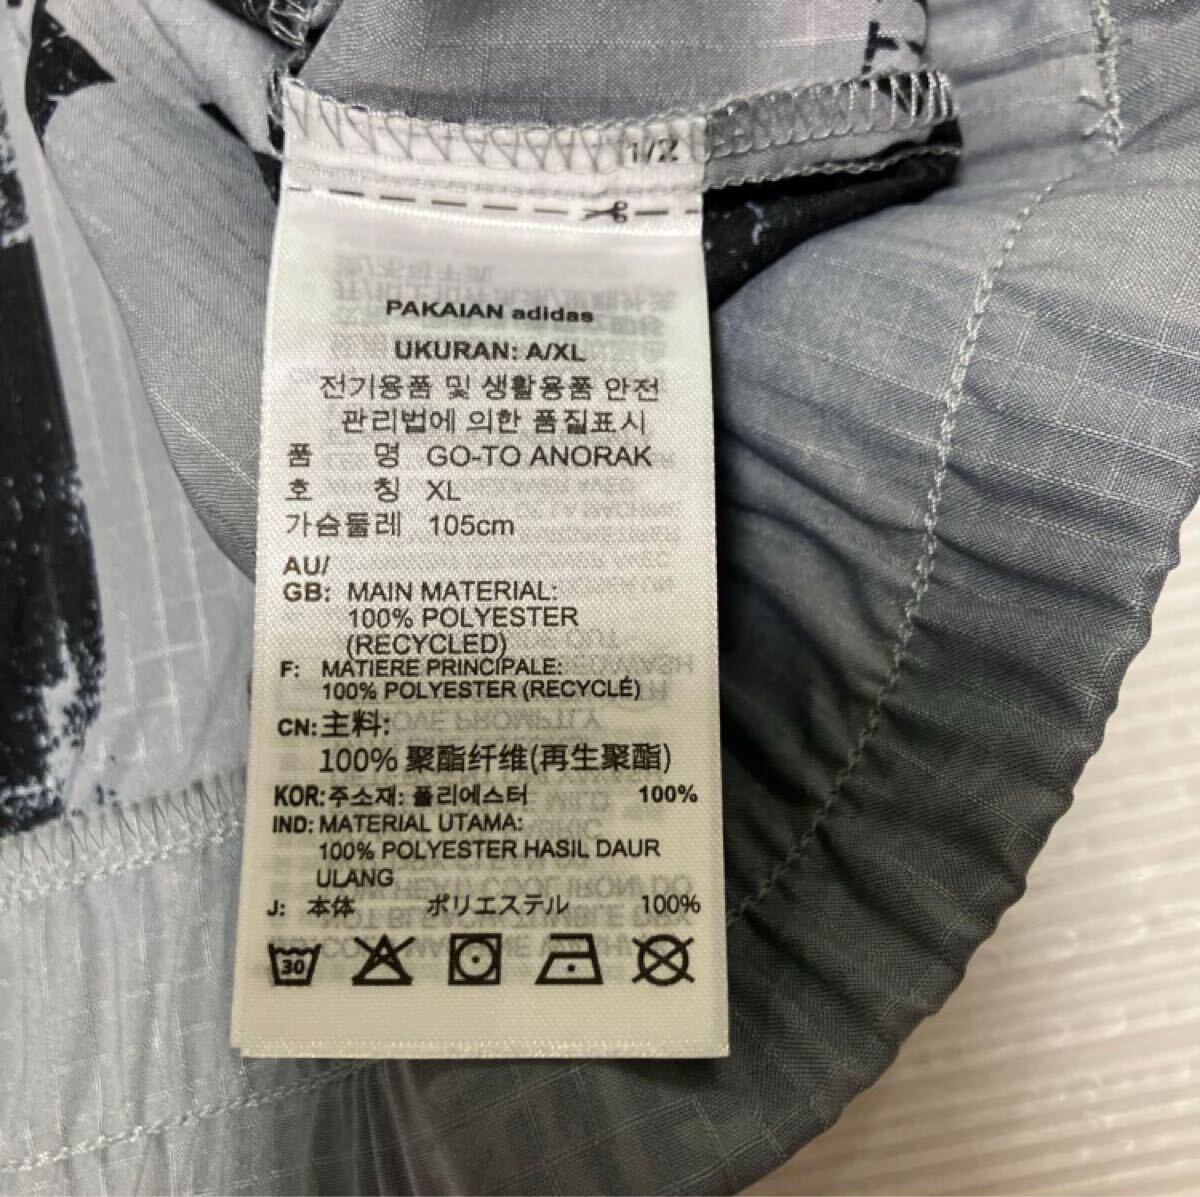 1/2
PAKAIAN adidas
UKURAN: A/XL
전기용품 및 생활용품 안전
관리법에 의한 품질표시
품 명 GO-TO ANORAK
호 칭 XL
가슴둘레 105cm
AU/
GB: MAIN MATERIAL:
100% POLYESTER
(RECYCLED)
F: MATIERE PRINCIPALE:
100% POLYESTER (RECYCLÉ)
CN: 主料:
100% 聚酯纤维(再生聚酯)
KOR: 주소재: 폴리에스터 100%
IND: MATERIAL UTAMA:
100% POLYESTER HASIL DAUR
ULANG
J: 本体 ポリエステル 100%
30